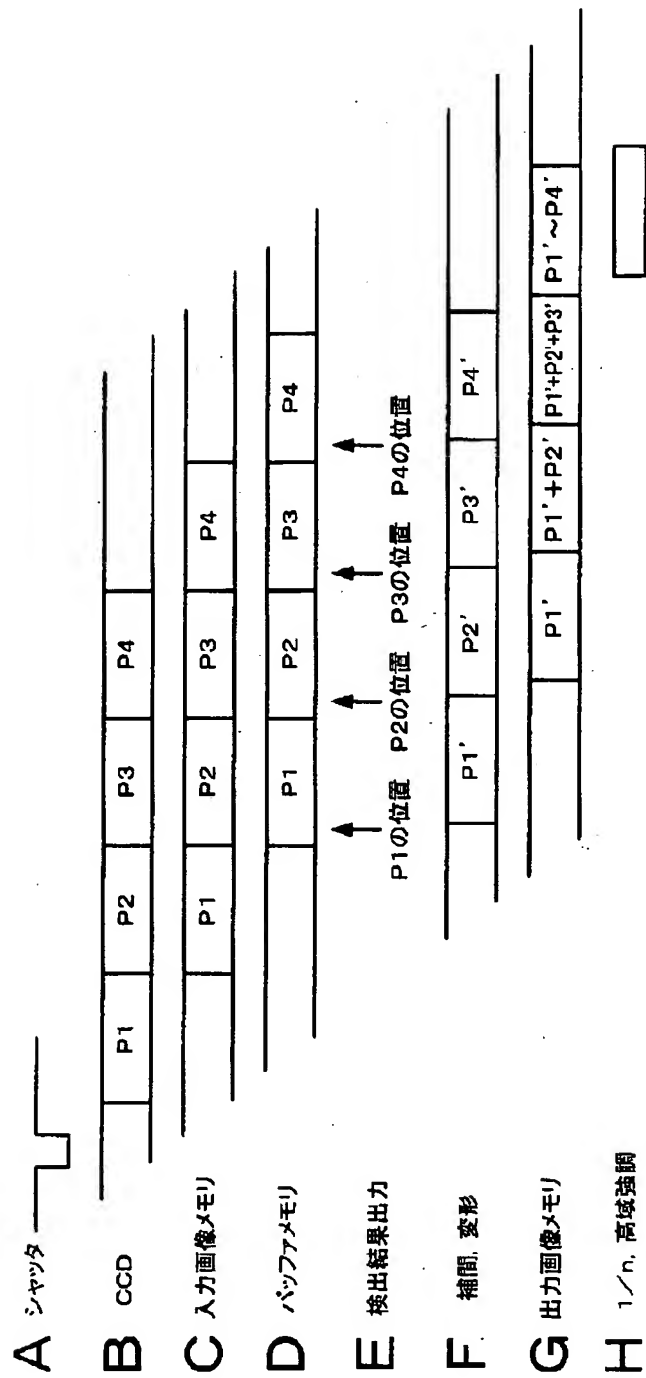 A シャッタ
B CCD P1 P2 P3 P4
C 入力画像メモリ P1 P2 P3 P4
D バッファメモリ P1 P2 P3 P4
E 検出結果出力 P1の位置 P2の位置 P3の位置 P4の位置
F 補間, 変形 P1' P2' P3' P4'
G 出力画像メモリ P1' P1'+P2' P1'+P2'+P3' P1'~P4'
H 1/n, 高域強調